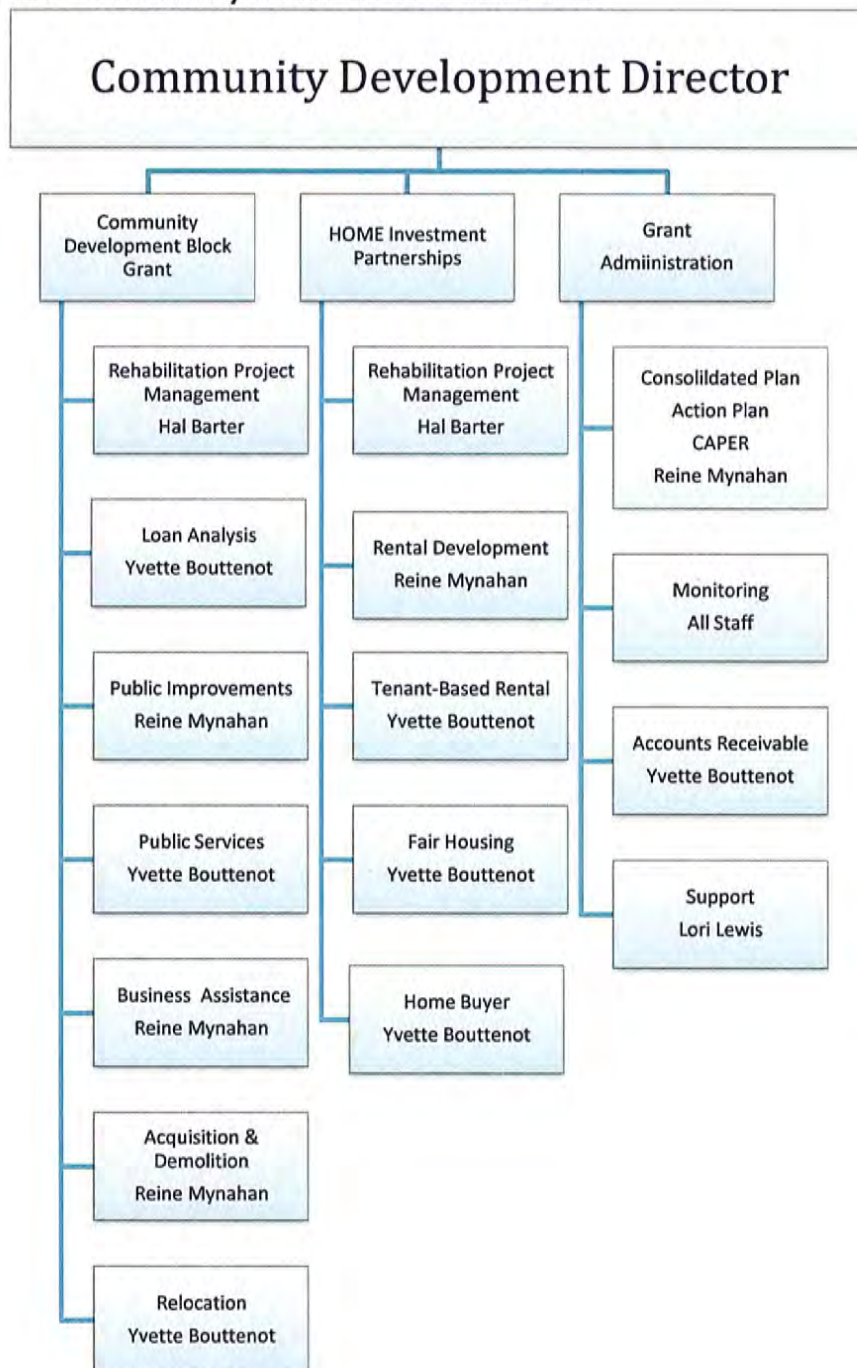 Community Development Director
Community
Development Block
Grant
Rehabilitation Project
Management
Hal Barter
Loan Analysis
Yvette Bouttenot
Public Improvements
Reine Mynahan
Public Services
Yvette Bouttenot
Business Assistance
Reine Mynahan
Acquisition &
Demolition
Reine Mynahan
Relocation
Yvette Bouttenot
HOME Investment
Partnerships
Rehabilitation Project
Management
Hal Barter
Rental Development
Reine Mynahan
Tenant-Based Rental
Yvette Bouttenot
Fair Housing
Yvette Bouttenot
Home Buyer
Yvette Bouttenot
Grant
Admiinistration
Consolildated Plan
Action Plan
CAPER
Reine Mynahan
Monitoring
All Staff
Accounts Receivable
Yvette Bouttenot
Support
Lori Lewis